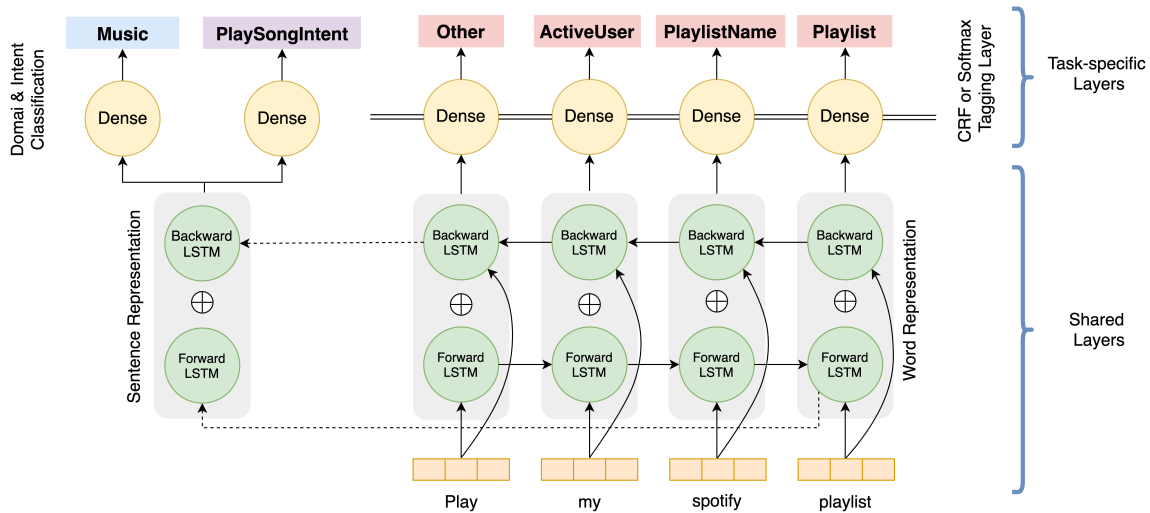 Domai & Intent
Classification
Music
PlaySongIntent
Other
ActiveUser
PlaylistName
Playlist
CRF or Softmax
Tagging Layer
Task-specific
Layers
Dense
Dense
Dense
Dense
Dense
Dense
Sentence Representation
Backward
LSTM
Backward
LSTM
Backward
LSTM
Backward
LSTM
Backward
LSTM
Word Representation
Shared
Layers
Forward
LSTM
Forward
LSTM
Forward
LSTM
Forward
LSTM
Forward
LSTM
Play
my
spotify
playlist